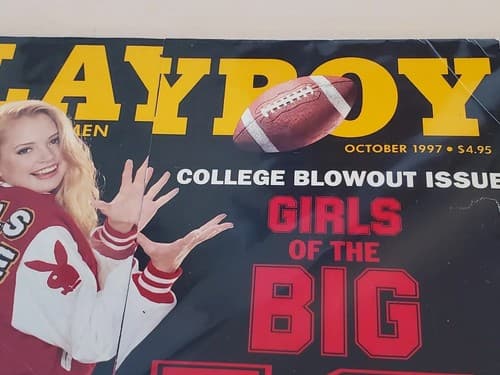 LAYBOY
MEN
OCTOBER 1997 • $4.95
COLLEGE BLOWOUT ISSUE
GIRLS
OF THE
BIG